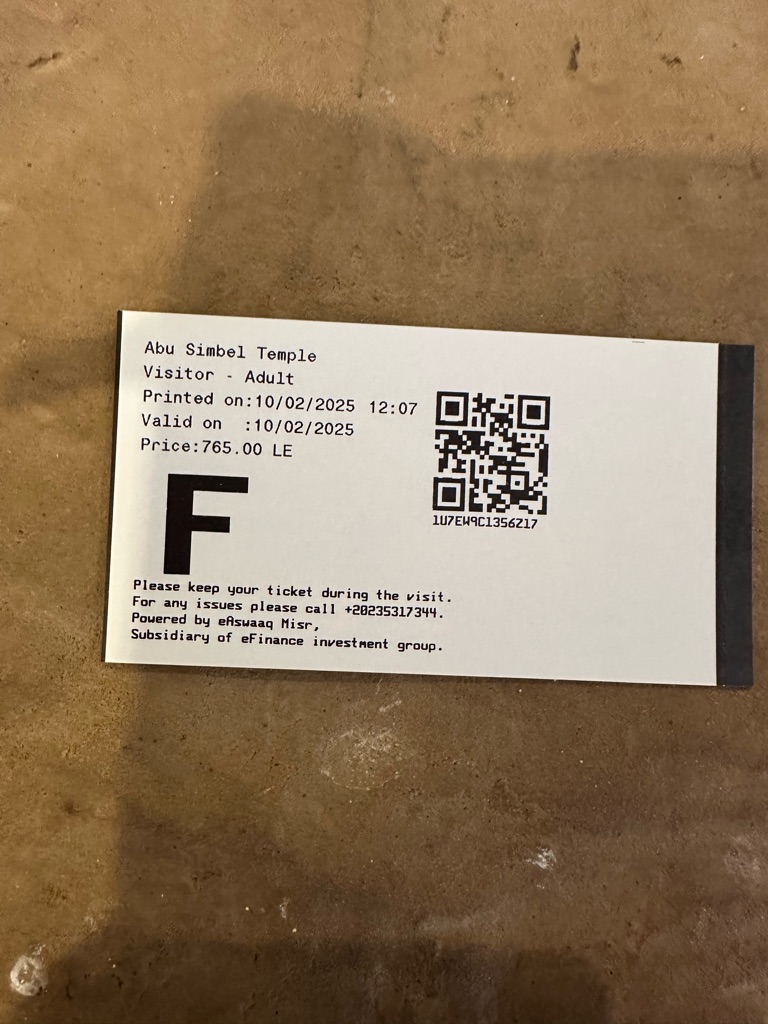 Abu Simbel Temple
Visitor - Adult
Printed on:10/02/2025 12:07
Valid on  :10/02/2025
Price:765.00 LE
1U7EW9C1356Z17
F
Please keep your ticket during the visit.
For any issues please call +20235317344.
Powered by eAswaaq Misr,
Subsidiary of eFinance investment group.